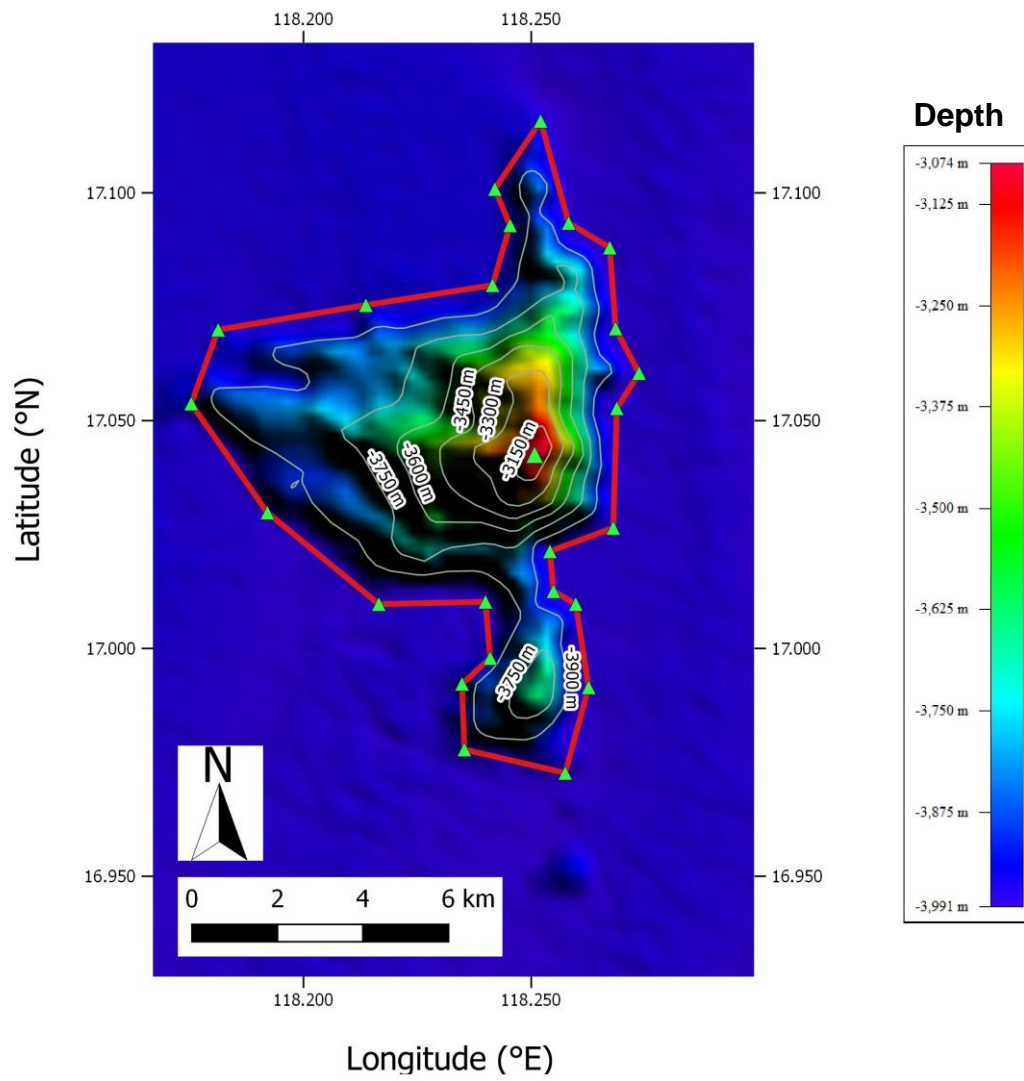 118.200 118.250
Depth
-3,074 m
-3,125 m
17.100 17.100
-3,250 m
-3450 m
-3300 m
-3,375 m
17.050 17.050
-3150 m
-3750 m
-3600 m
Latitude (°N)
-3,500 m
-3,625 m
17.000 17.000
-3750 m
-3900 m
-3,750 m
N
-3,875 m
16.950 16.950
0 2 4 6 km
-3,991 m
118.200 118.250
Longitude (°E)